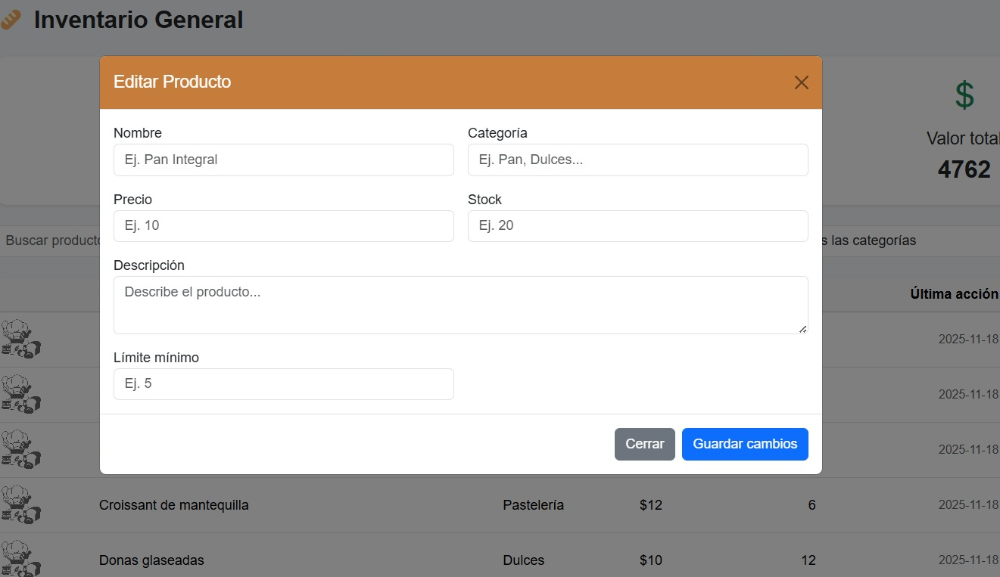 Inventario General
Editar Producto
$
Nombre
Categoría
Ej. Pan Integral
Ej. Pan, Dulces...
Valor total
4762
Precio
Stock
Ej. 10
Ej. 20
Buscar producto
s las categorías
Descripción
Describe el producto...
Última acción
2025-11-18
Límite mínimo
Ej. 5
2025-11-18
Cerrar
Guardar cambios
2025-11-18
Croissant de mantequilla Pastelería $12 6 2025-11-18
Donas glaseadas Dulces $10 12 2025-11-18